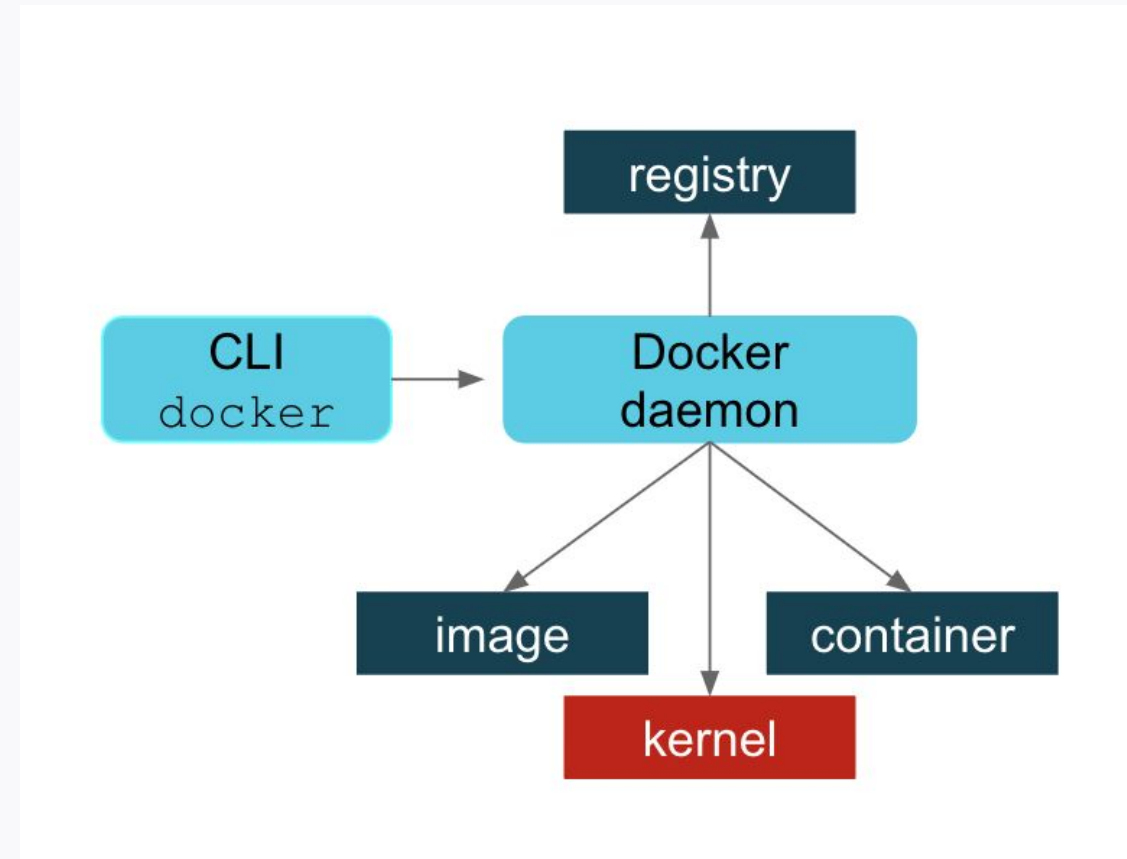 registry
CLI
docker
Docker
daemon
image
container
kernel